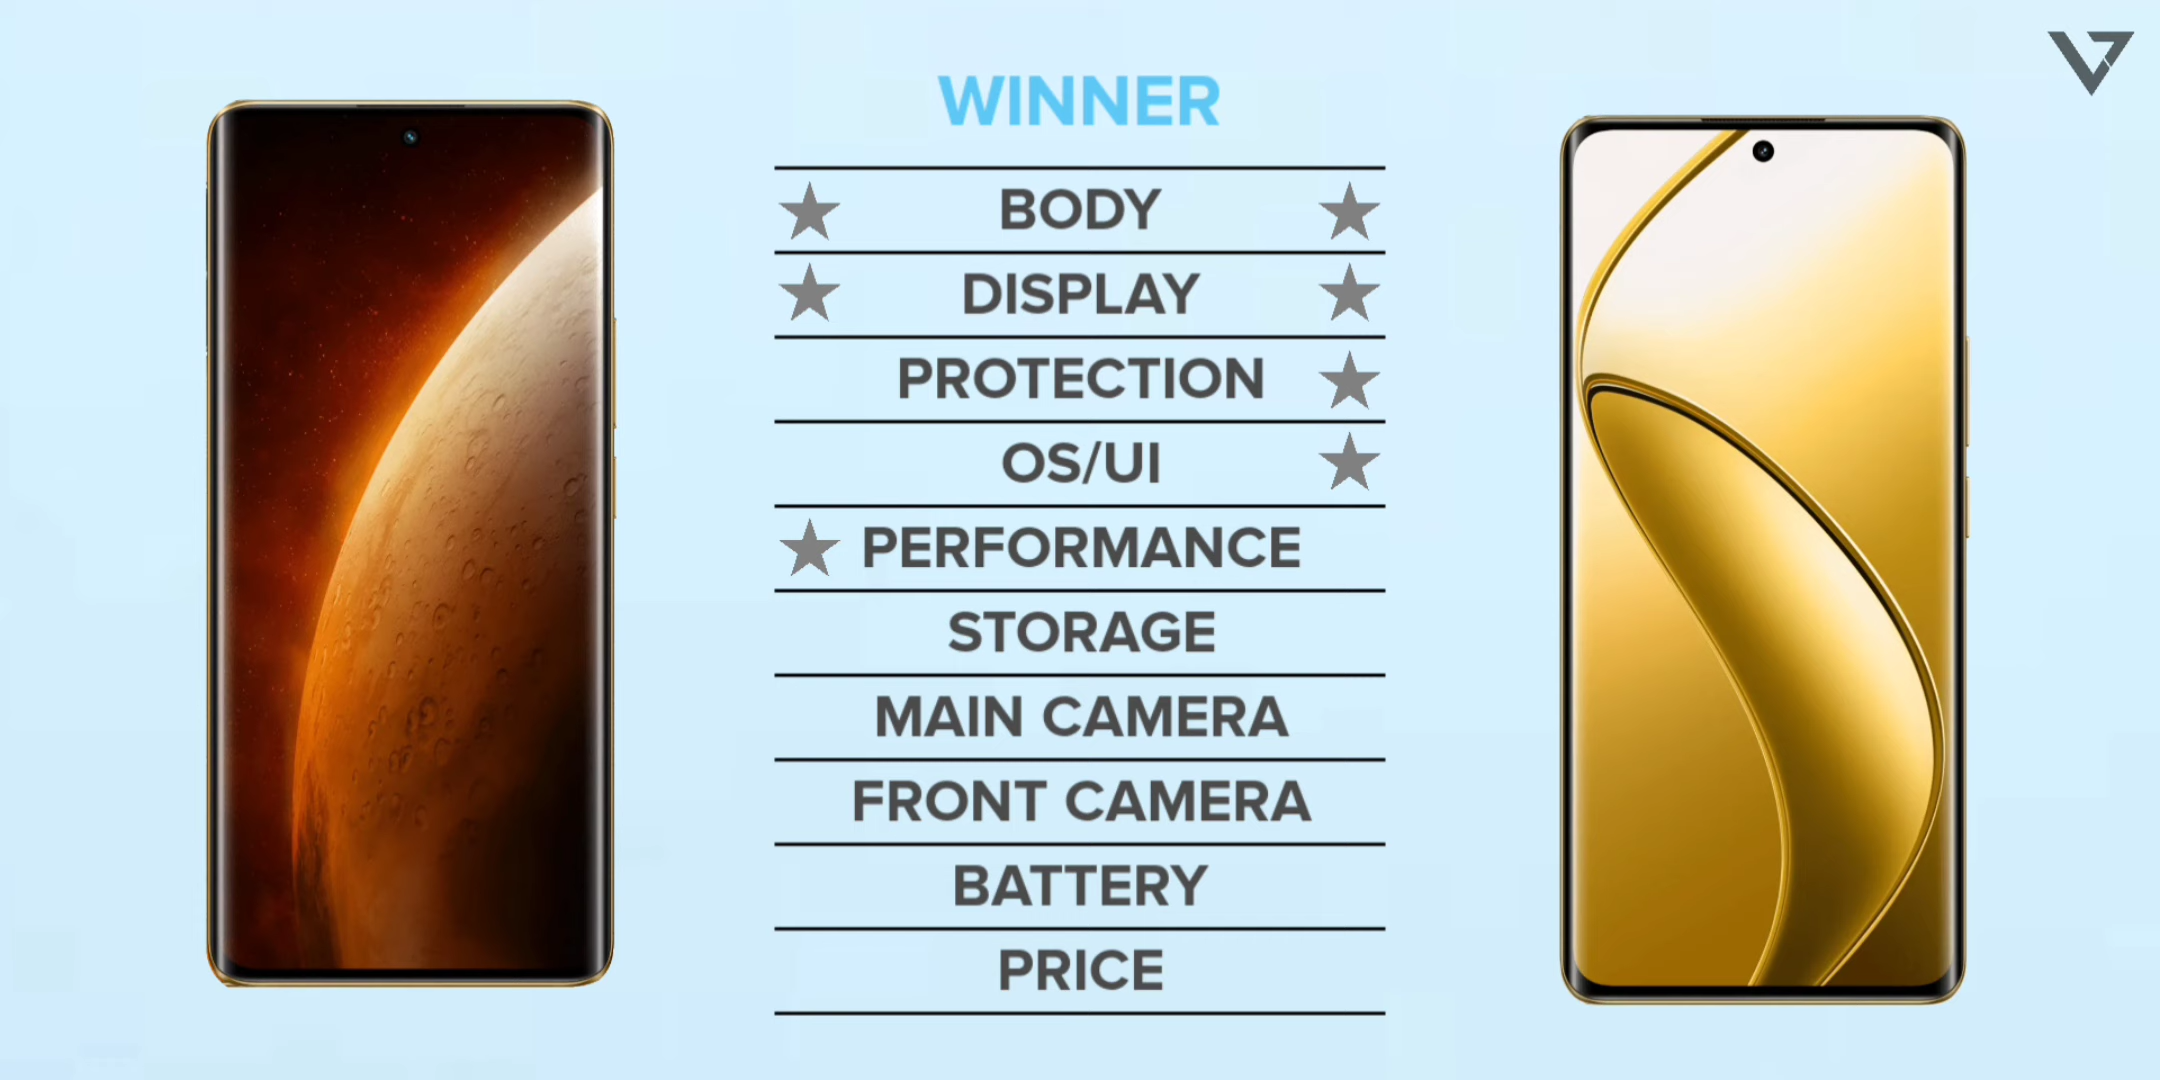 WINNER
BODY
DISPLAY
PROTECTION
OS/UI
PERFORMANCE
STORAGE
MAIN CAMERA
FRONT CAMERA
BATTERY
PRICE